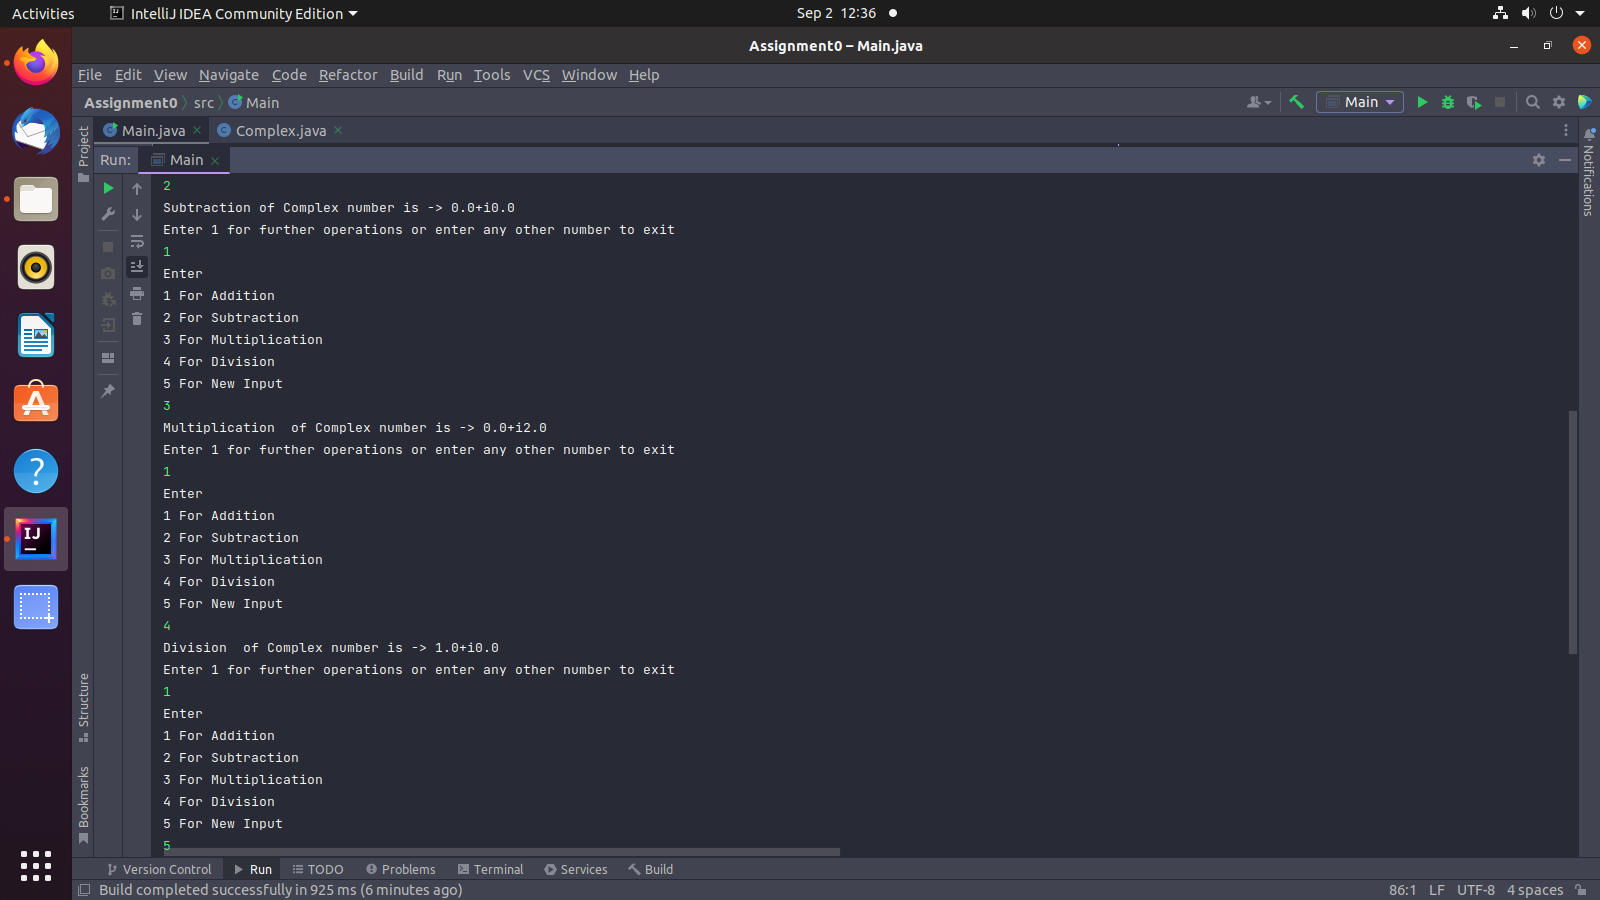 Activities
IntelliJ IDEA Community Edition
Sep 2 12:36
Assignment0 – Main.java
File Edit View Navigate Code Refactor Build Run Tools VCS Window Help
Assignment0 src Main
Main
Main.java
Complex.java
Project
Notifications
Run: Main
2
Subtraction of Complex number is -> 0.0+i0.0
Enter 1 for further operations or enter any other number to exit
1
Enter
1 For Addition
2 For Subtraction
3 For Multiplication
4 For Division
5 For New Input
3
Multiplication  of Complex number is -> 0.0+i2.0
Enter 1 for further operations or enter any other number to exit
1
Enter
1 For Addition
2 For Subtraction
3 For Multiplication
4 For Division
5 For New Input
4
Division  of Complex number is -> 1.0+i0.0
Enter 1 for further operations or enter any other number to exit
1
Enter
1 For Addition
2 For Subtraction
3 For Multiplication
4 For Division
5 For New Input
5
Structure
Bookmarks
IJ
Version Control Run TODO Problems Terminal Services Build
Build completed successfully in 925 ms (6 minutes ago)
86:1 LF UTF-8 4 spaces